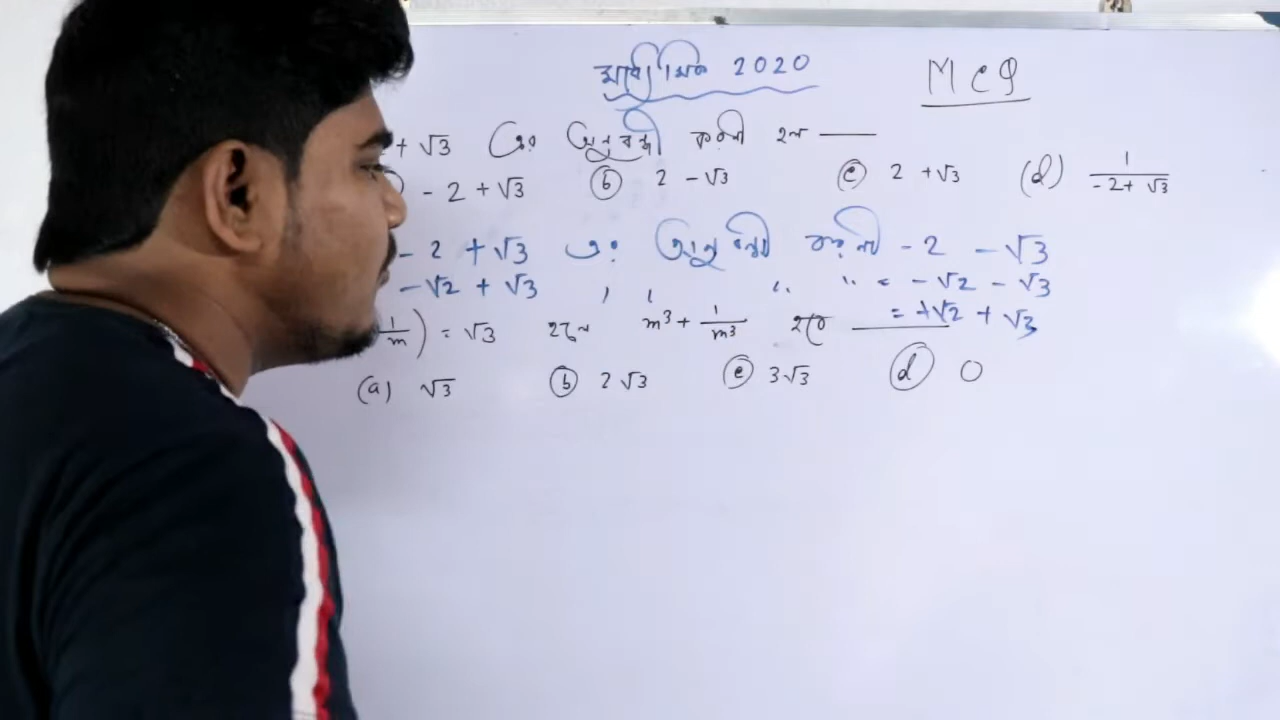 মাধ্যমিক 2020 MCQ
+ √3 এর অনুবন্ধী করণী হল ———
) - 2 + √3 (b) 2 - √3 (c) 2 + √3 (d) 1/(-2 + √3)
- 2 + √3 এর অনুবন্ধী করণী - 2 - √3
- √2 + √3 , , " " = - √2 - √3
= +√2 + √3
1/m) = √3 হলে m³ + 1/m³ হবে ———
(a) √3 (b) 2√3 (c) 3√3 (d) 0